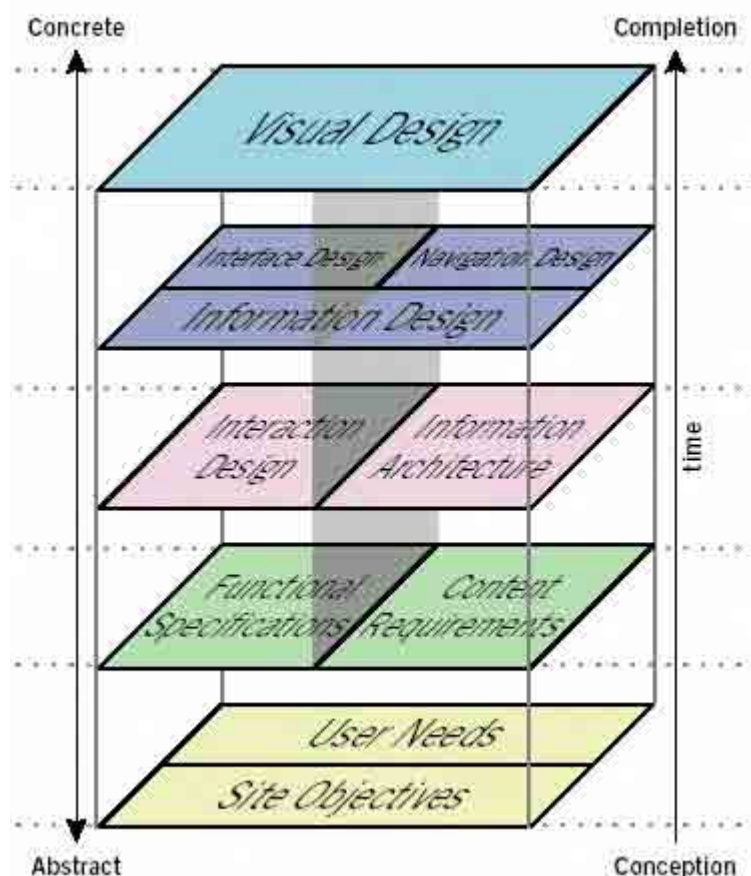 Concrete
Completion
Visual Design
Interface Design
Navigation Design
Information Design
Interaction
Design
Information
Architecture
time
Functional
Specifications
Content
Requirements
User Needs
Site Objectives
Abstract
Conception